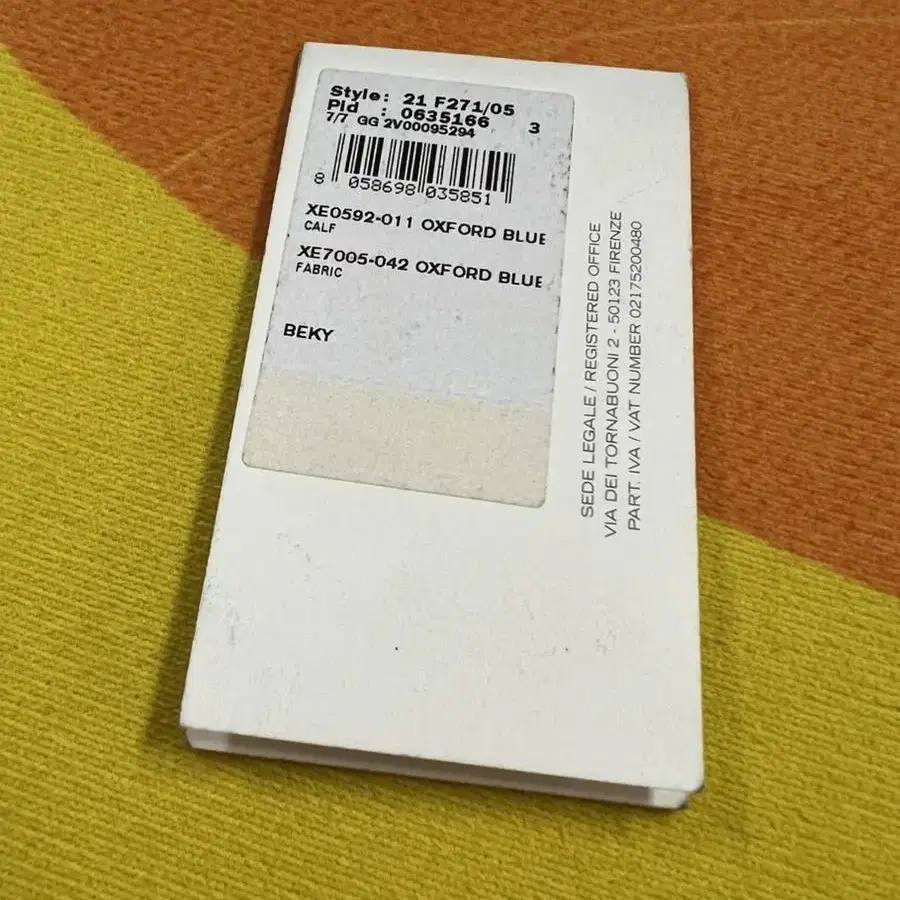 Style: 21 F271/05
Pid : 0635166 3
7/7 GG 2V00095294
8 058698 035851
XE0592-011 OXFORD BLUE
CALF
XE7005-042 OXFORD BLUE
FABRIC
BEKY
SEDE LEGALE / REGISTERED OFFICE
VIA DEI TORNABUONI 2 - 50123 FIRENZE
PART. IVA / VAT NUMBER 02175200480